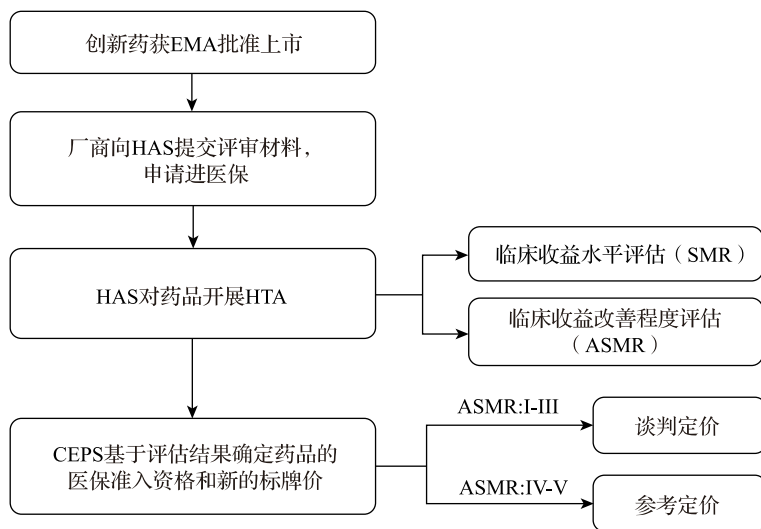 创新药获EMA批准上市
厂商向HAS提交评审材料，
申请进医保
HAS对药品开展HTA
临床收益水平评估（SMR）
临床收益改善程度评估
（ASMR）
CEPS基于评估结果确定药品的
医保准入资格和新的标牌价
ASMR:I-III
谈判定价
ASMR:IV-V
参考定价